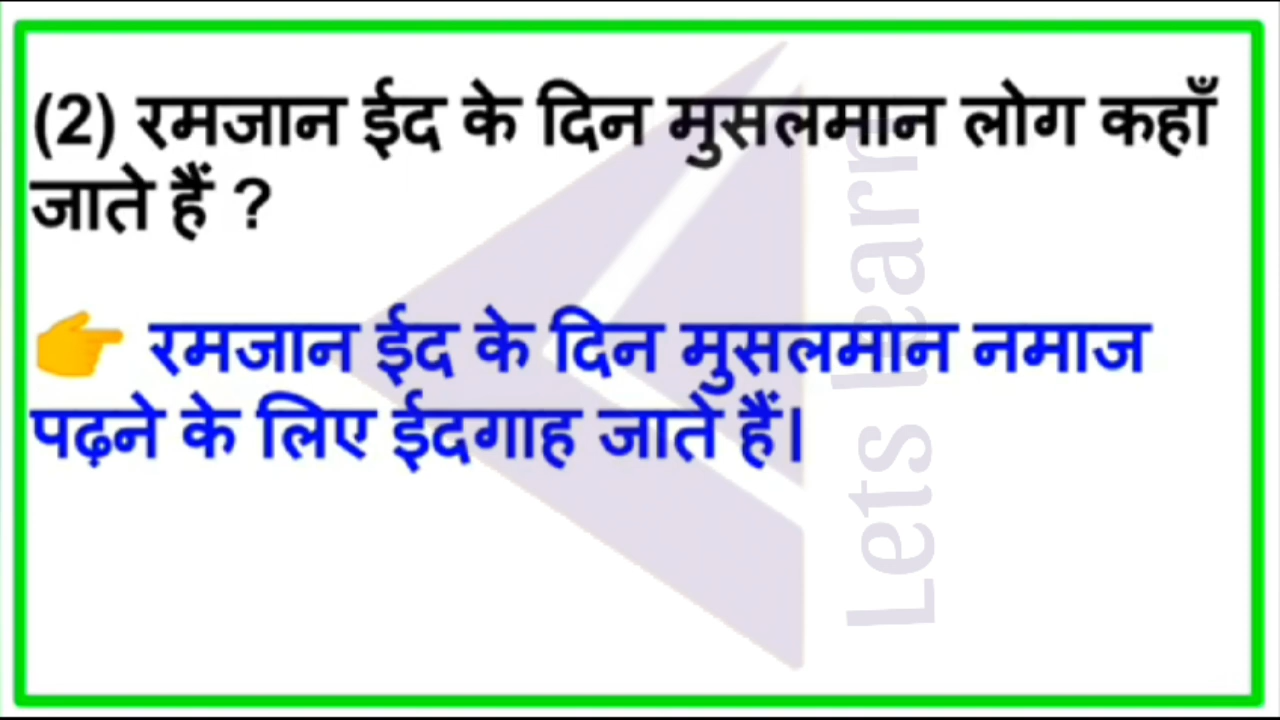 (2) रमजान ईद के दिन मुसलमान लोग कहाँ
जाते हैं ?
👉 रमजान ईद के दिन मुसलमान नमाज
पढ़ने के लिए ईदगाह जाते हैं।
Lets learn